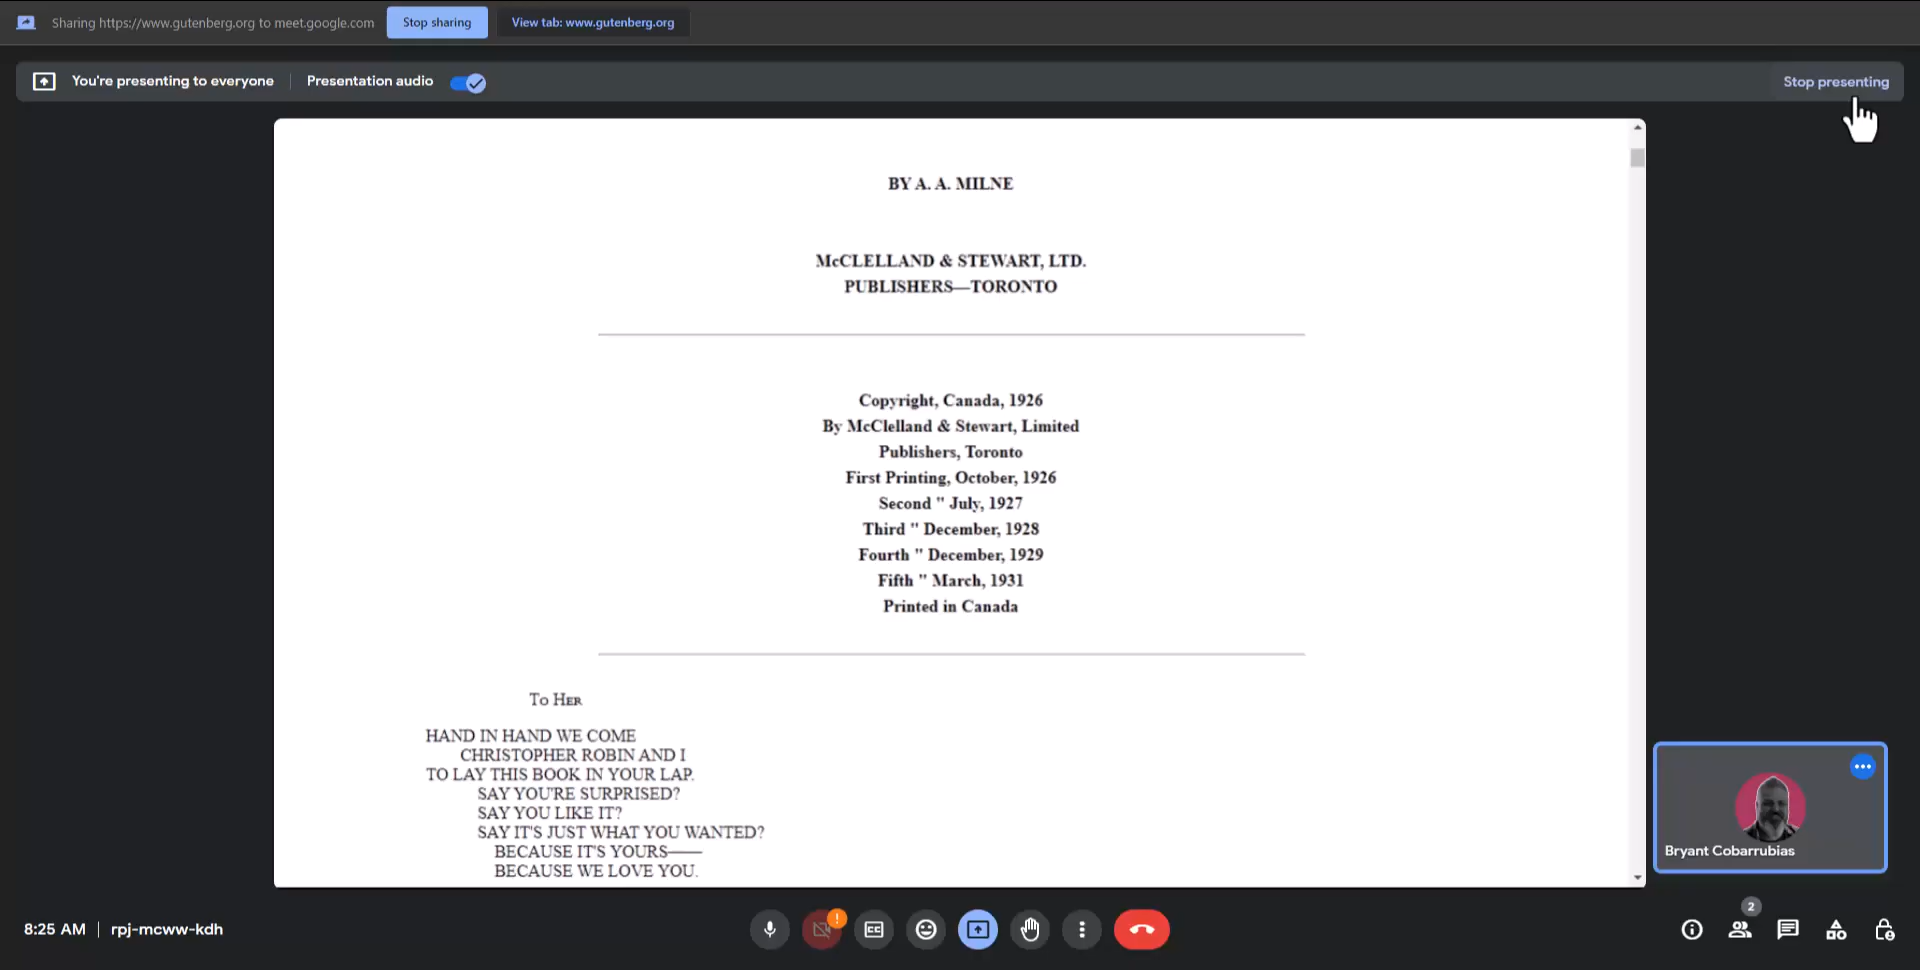 Sharing https://www.gutenberg.org to meet.google.com Stop sharing View tab: www.gutenberg.org
You're presenting to everyone Presentation audio Stop presenting
BY A. A. MILNE
McCLELLAND & STEWART, LTD.
PUBLISHERS—TORONTO
Copyright, Canada, 1926
By McClelland & Stewart, Limited
Publishers, Toronto
First Printing, October, 1926
Second " July, 1927
Third " December, 1928
Fourth " December, 1929
Fifth " March, 1931
Printed in Canada
To Her
HAND IN HAND WE COME
CHRISTOPHER ROBIN AND I
TO LAY THIS BOOK IN YOUR LAP.
SAY YOU'RE SURPRISED?
SAY YOU LIKE IT?
SAY IT'S JUST WHAT YOU WANTED?
BECAUSE IT'S YOURS——
BECAUSE WE LOVE YOU.
Bryant Cobarrubias
8:25 AM | rpj-mcww-kdh
2